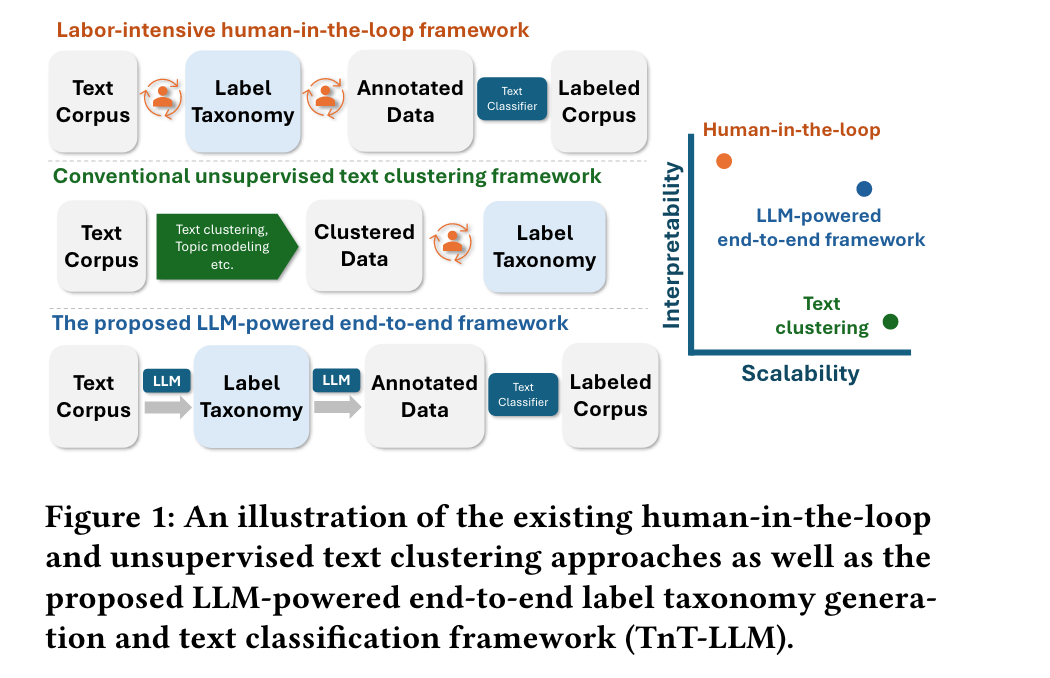 Labor-intensive human-in-the-loop framework
Text
Corpus
Label
Taxonomy
Annotated
Data
Text
Classifier
Labeled
Corpus
Conventional unsupervised text clustering framework
Text
Corpus
Text clustering,
Topic modeling
etc.
Clustered
Data
Label
Taxonomy
The proposed LLM-powered end-to-end framework
Text
Corpus
LLM
Label
Taxonomy
LLM
Annotated
Data
Text
Classifier
Labeled
Corpus
Interpretability
Human-in-the-loop
LLM-powered
end-to-end framework
Text
clustering
Scalability
Figure 1: An illustration of the existing human-in-the-loop
and unsupervised text clustering approaches as well as the
proposed LLM-powered end-to-end label taxonomy genera-
tion and text classification framework (TnT-LLM).